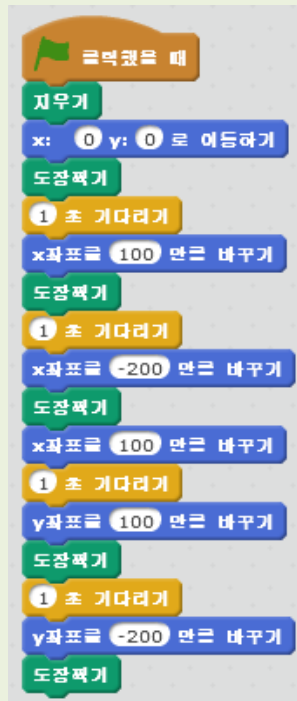 클릭했을 때
지우기
x: 0 y: 0 로 이동하기
도장찍기
1 초 기다리기
x좌표를 100 만큼 바꾸기
도장찍기
1 초 기다리기
x좌표를 -200 만큼 바꾸기
도장찍기
x좌표를 100 만큼 바꾸기
1 초 기다리기
y좌표를 100 만큼 바꾸기
도장찍기
1 초 기다리기
y좌표를 -200 만큼 바꾸기
도장찍기